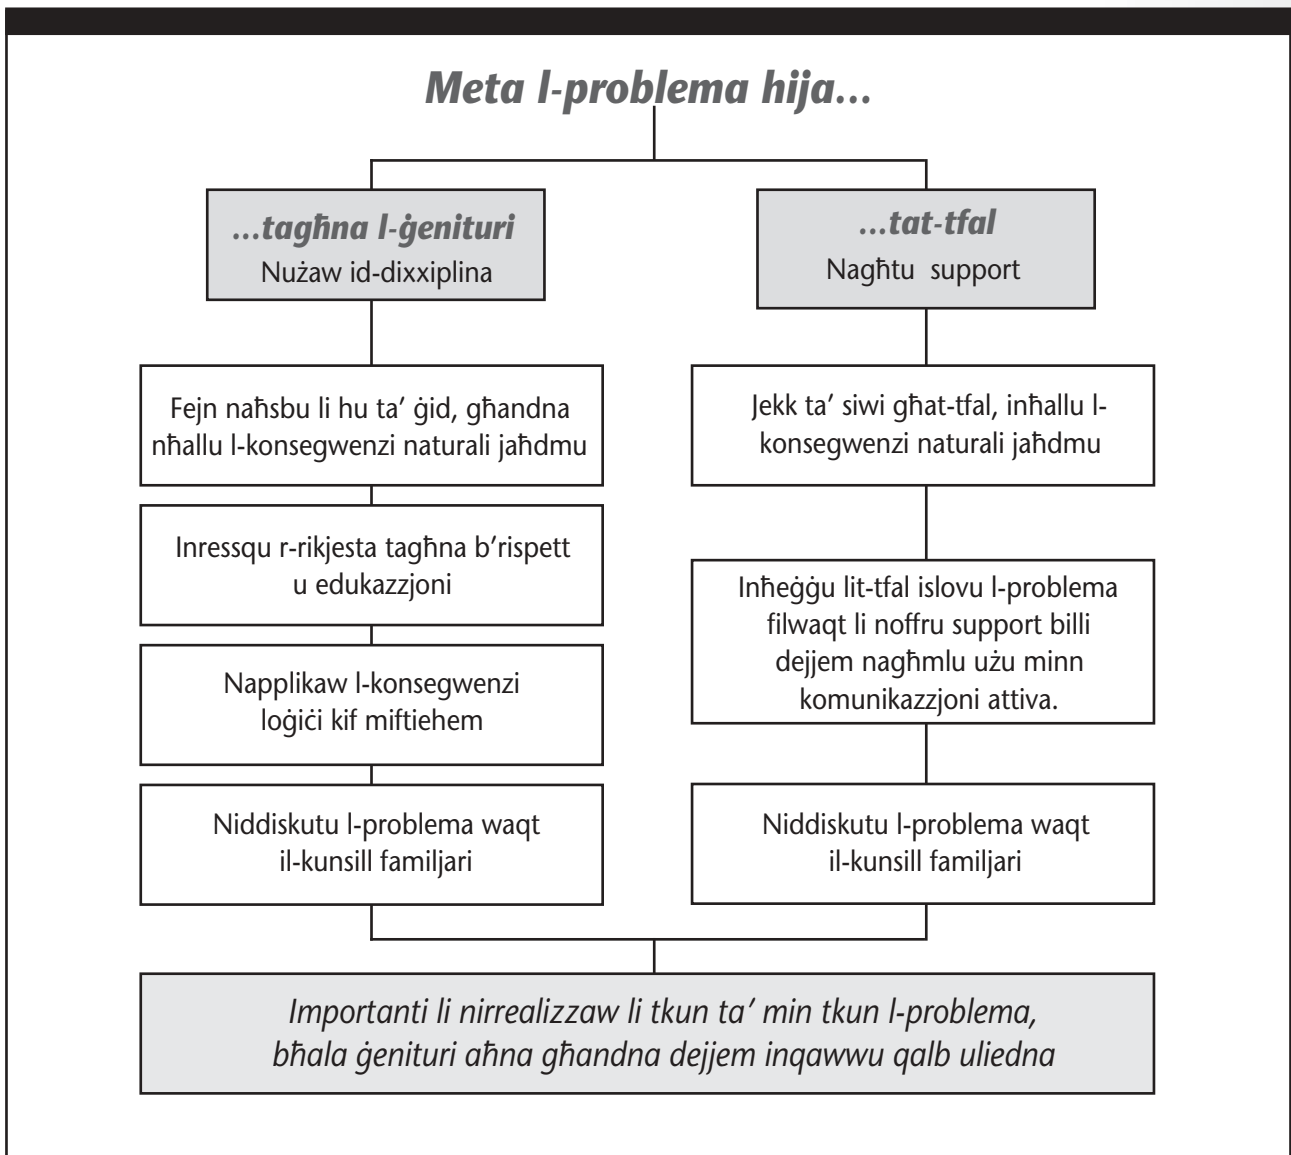 Meta l-problema hija...
...tagħna l-ġenituri
Nużaw id-dixxiplina
Fejn naħsbu li hu ta’ ġid, għandna
nħallu l-konsegwenzi naturali jaħdmu
Inressqu r-rikjesta tagħna b’rispett
u edukazzjoni
Napplikaw l-konsegwenzi
loġiċi kif miftiehem
Niddiskutu l-problema waqt
il-kunsill familjari
...tat-tfal
Nagħtu support
Jekk ta’ siwi għat-tfal, inħallu l-
konsegwenzi naturali jaħdmu
Inħeġġu lit-tfal islovu l-problema
filwaqt li noffru support billi
dejjem nagħmlu użu minn
komunikazzjoni attiva.
Niddiskutu l-problema waqt
il-kunsill familjari
Importanti li nirrealizzaw li tkun ta’ min tkun l-problema,
bħala ġenituri aħna għandna dejjem inqawwu qalb uliedna